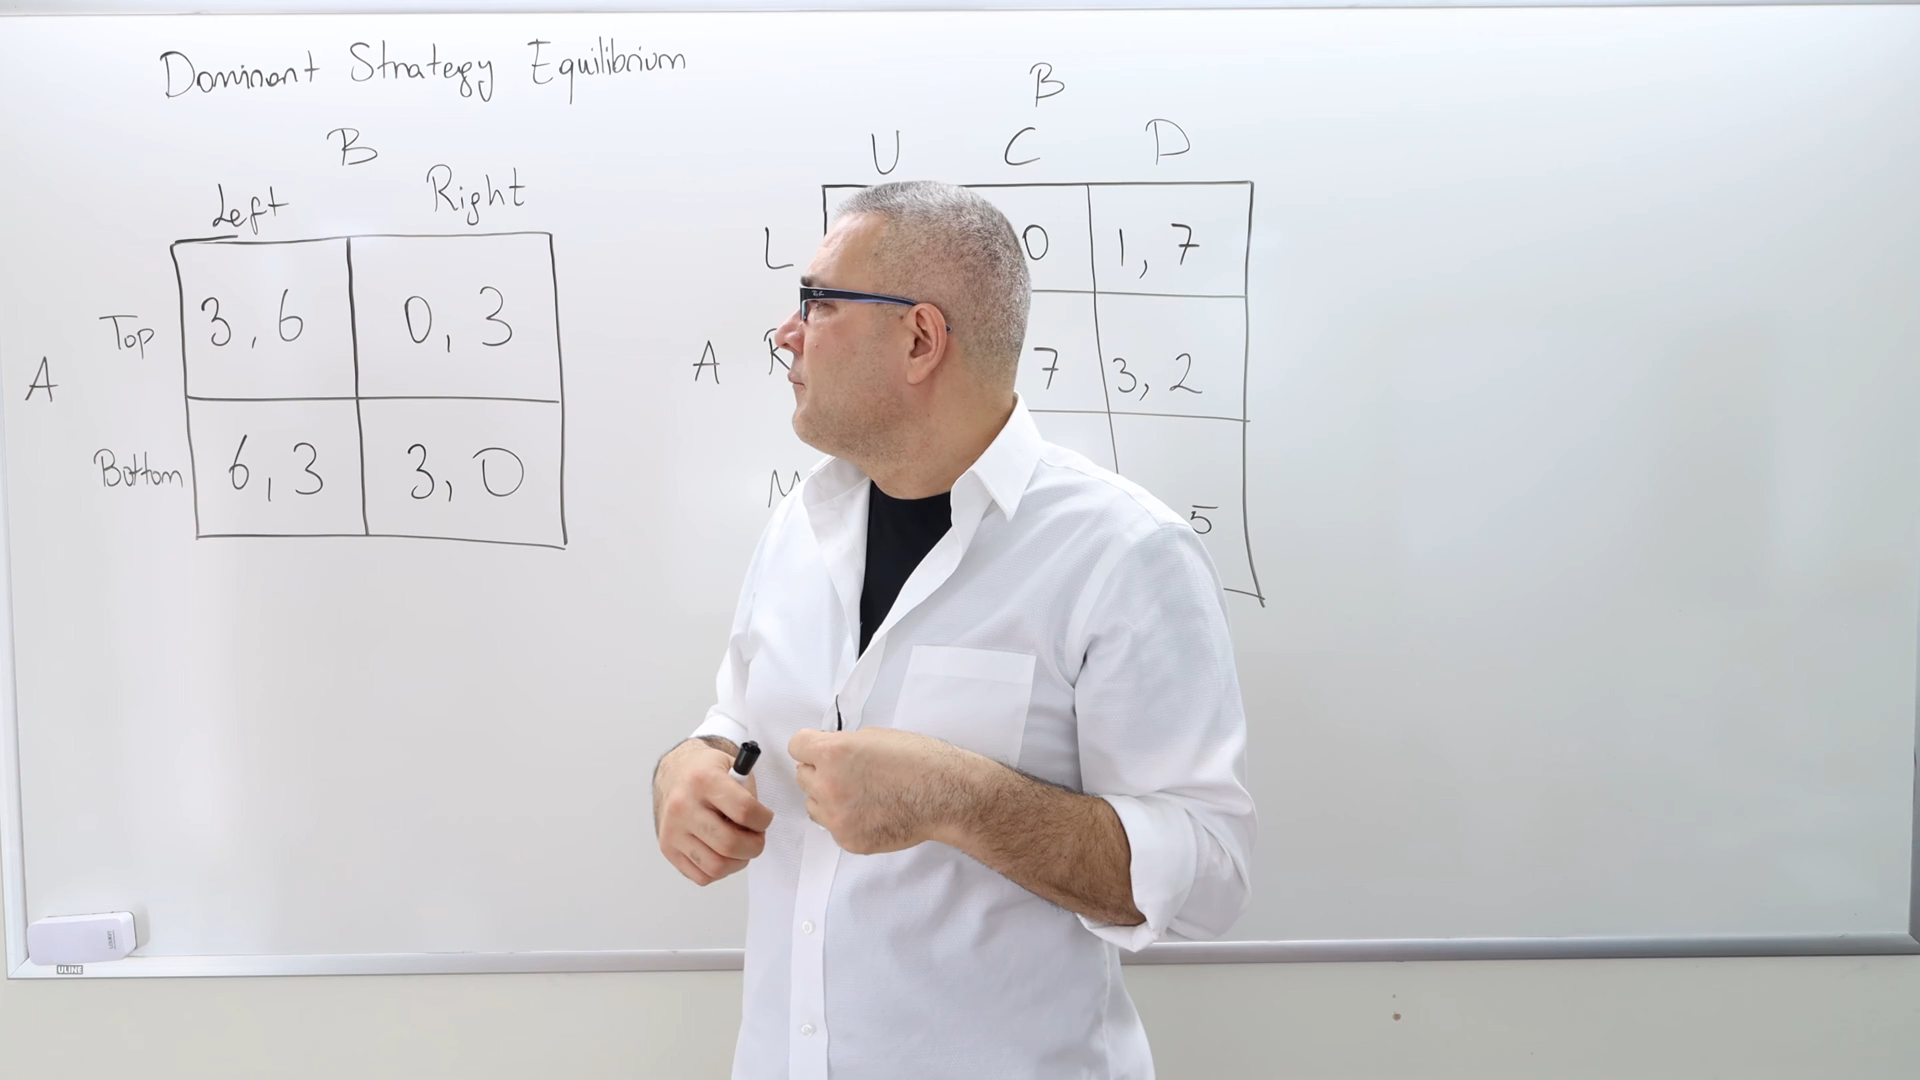 Dominant Strategy Equilibrium
B
Left Right
Top 3, 6 0, 3
A
Bottom 6, 3 3, 0
B
U C D
L 0 1, 7
A R 7 3, 2
M 5
ULINE